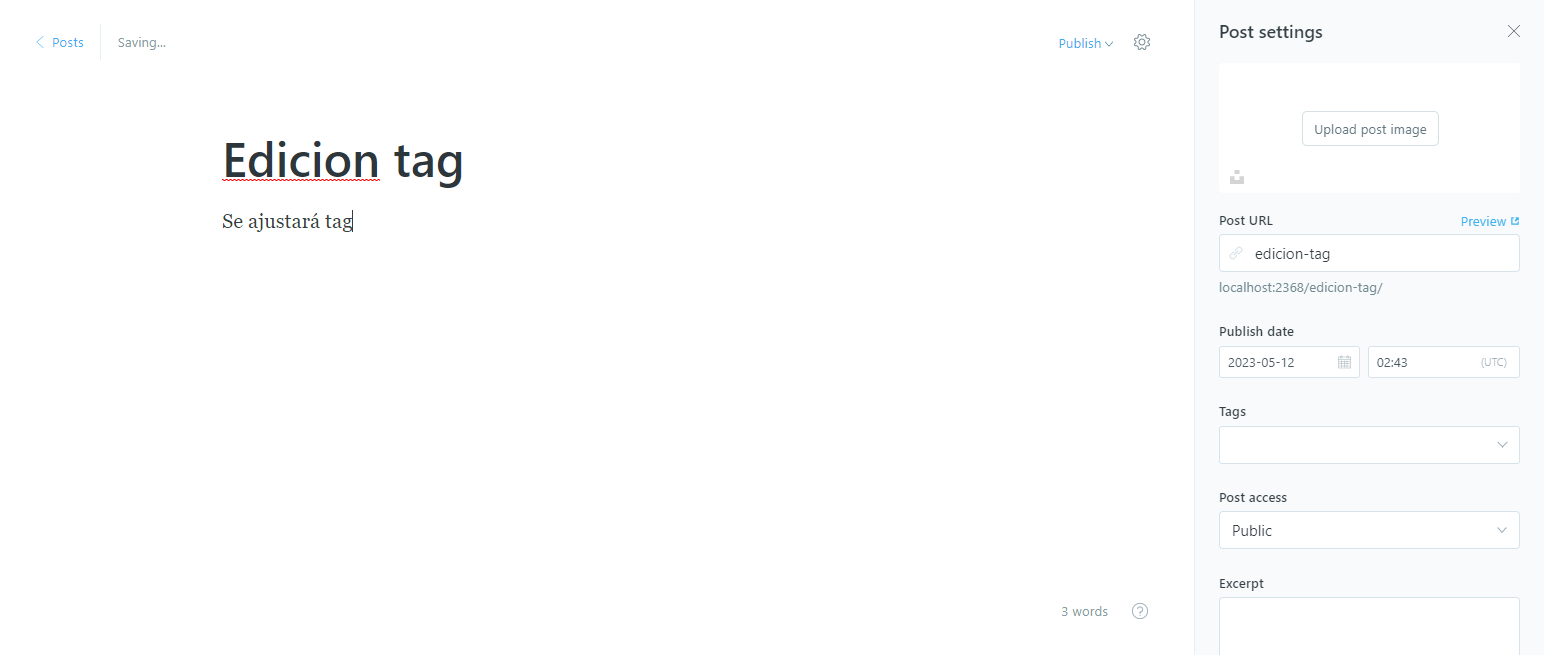 Posts
Saving...
Publish
Edicion tag
Se ajustará tag
3 words
Post settings
Upload post image
Post URL
Preview
edicion-tag
localhost:2368/edicion-tag/
Publish date
2023-05-12
02:43
(UTC)
Tags
Post access
Public
Excerpt